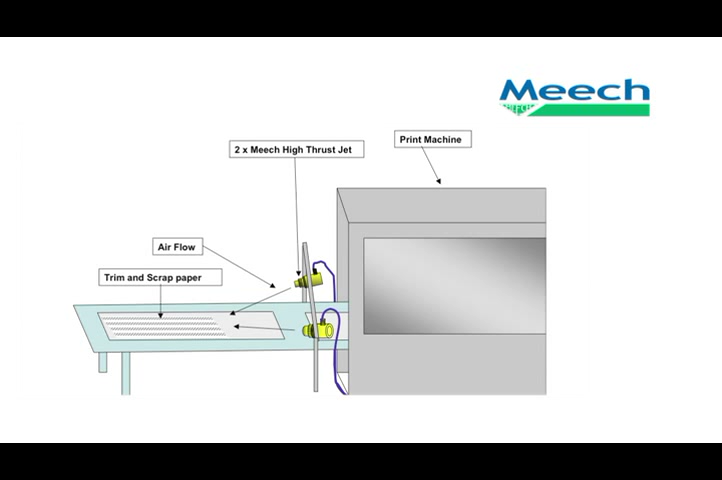 Meech
Print Machine
2 x Meech High Thrust Jet
Air Flow
Trim and Scrap paper